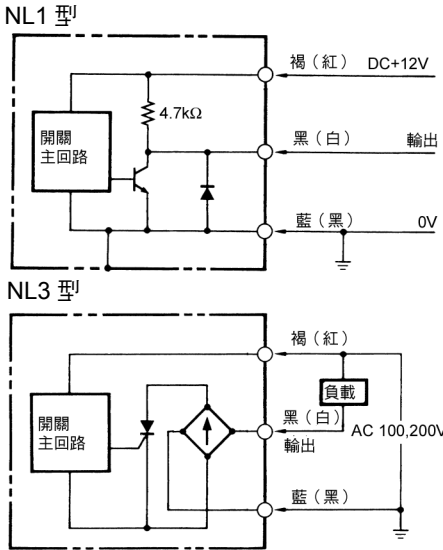 NL1 型
褐（紅） DC+12V
4.7kΩ
開關
主回路
黑（白） 輸出
藍（黑） 0V
NL3 型
褐（紅）
負載
開關
主回路
黑（白） AC 100,200V
輸出
藍（黑）